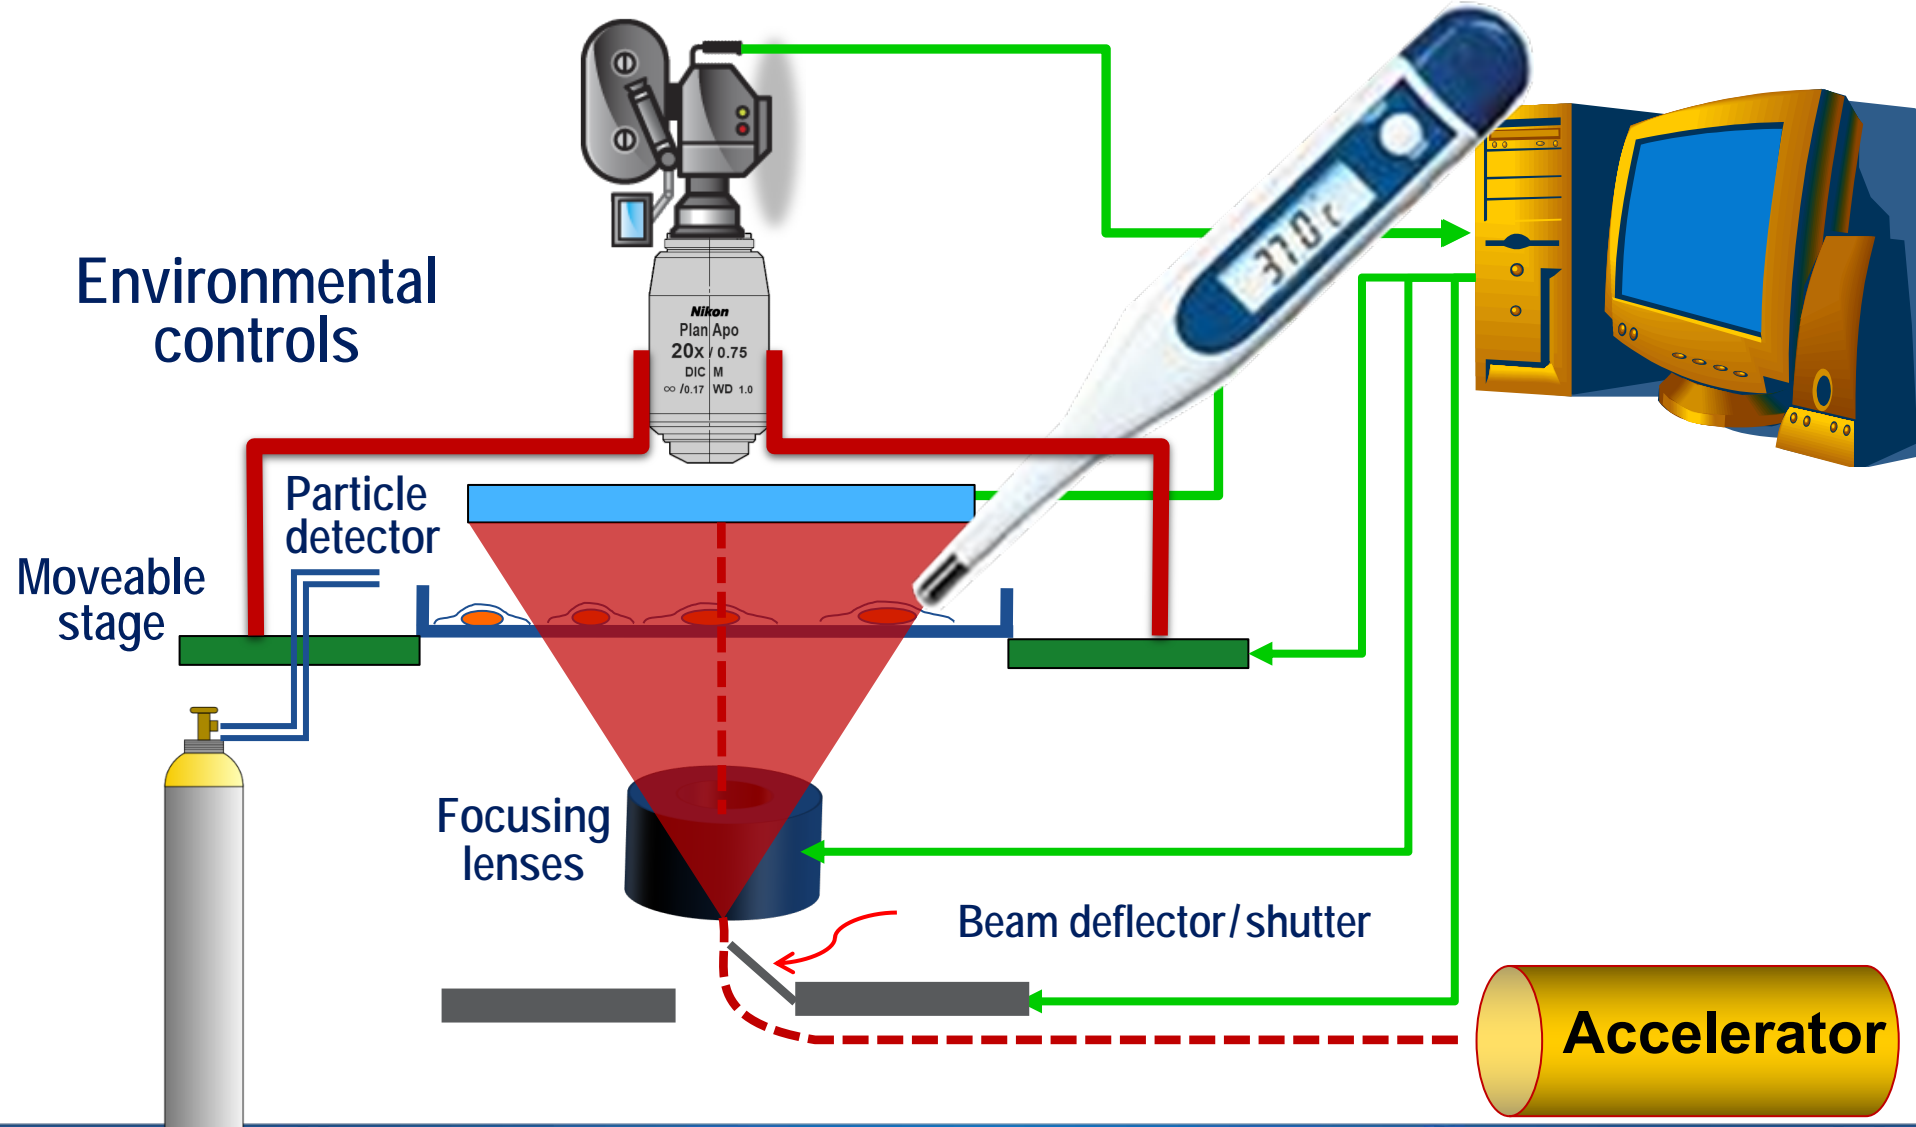 Environmental
controls
Nikon
Plan Apo
20x / 0.75
DIC M
∞ /0.17 WD 1.0
37.0°C
Particle
detector
Moveable
stage
Focusing
lenses
Beam deflector/shutter
Accelerator